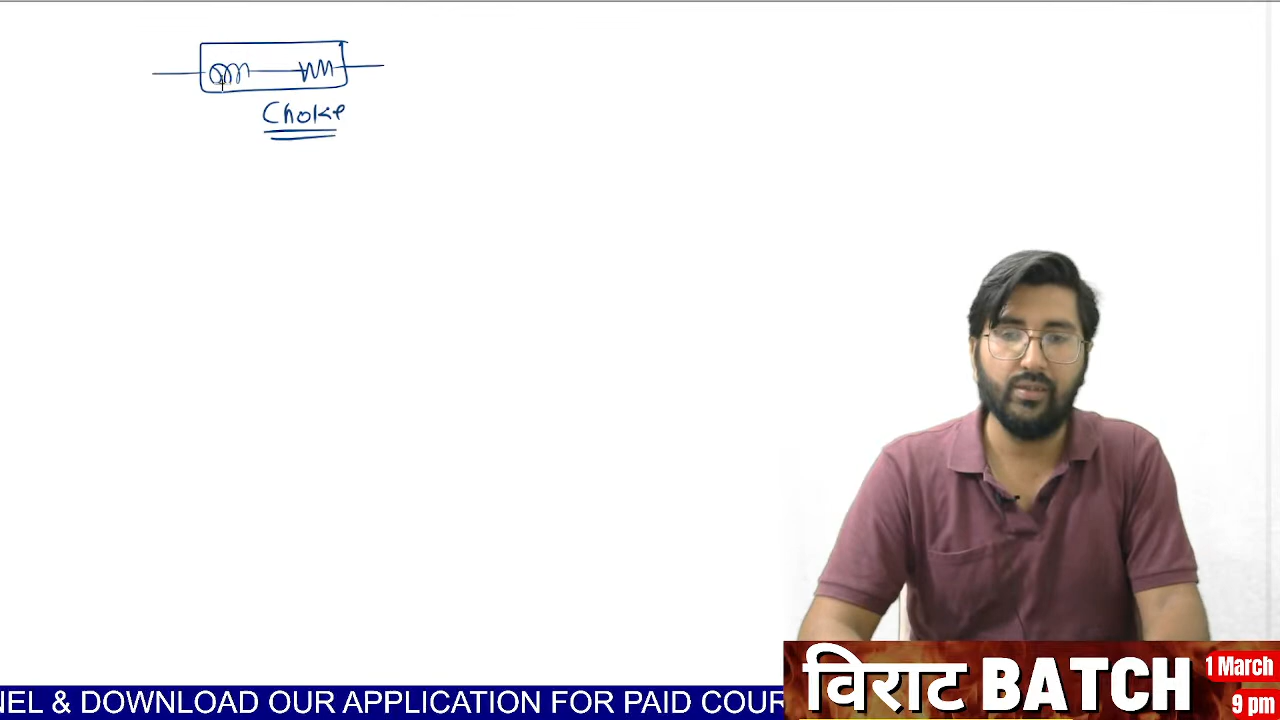 Choke
NEL & DOWNLOAD OUR APPLICATION FOR PAID COUR
विराट BATCH
1 March
9 pm